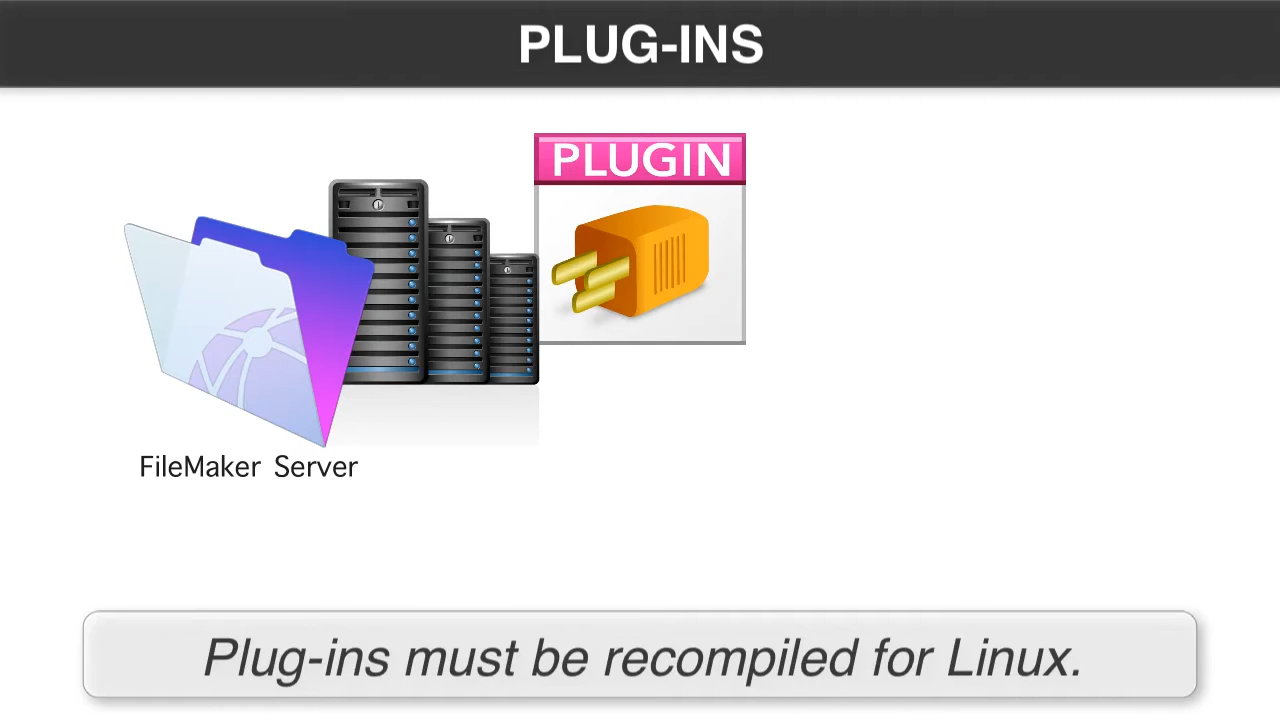 PLUG-INS
PLUGIN
FileMaker Server
Plug-ins must be recompiled for Linux.